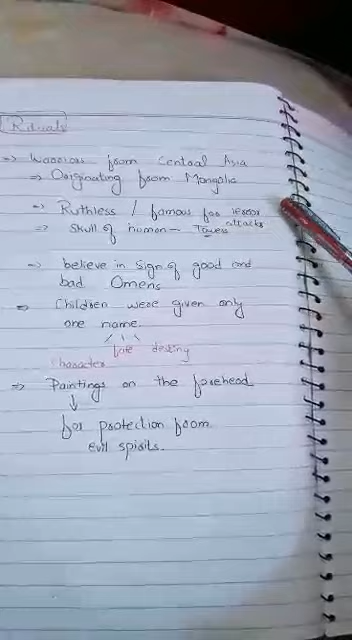 Rituals
=> Warriors from Central Asia
=> Originating from Mongolia
=> Ruthless / famous for terror attacks
=> Skull of human - Towers
=> believe in sign of good and
bad Omens
=> Children were given only
one name.
fate destiny
character
=> Paintings on the forehead
↓
for protection from
evil spirits.